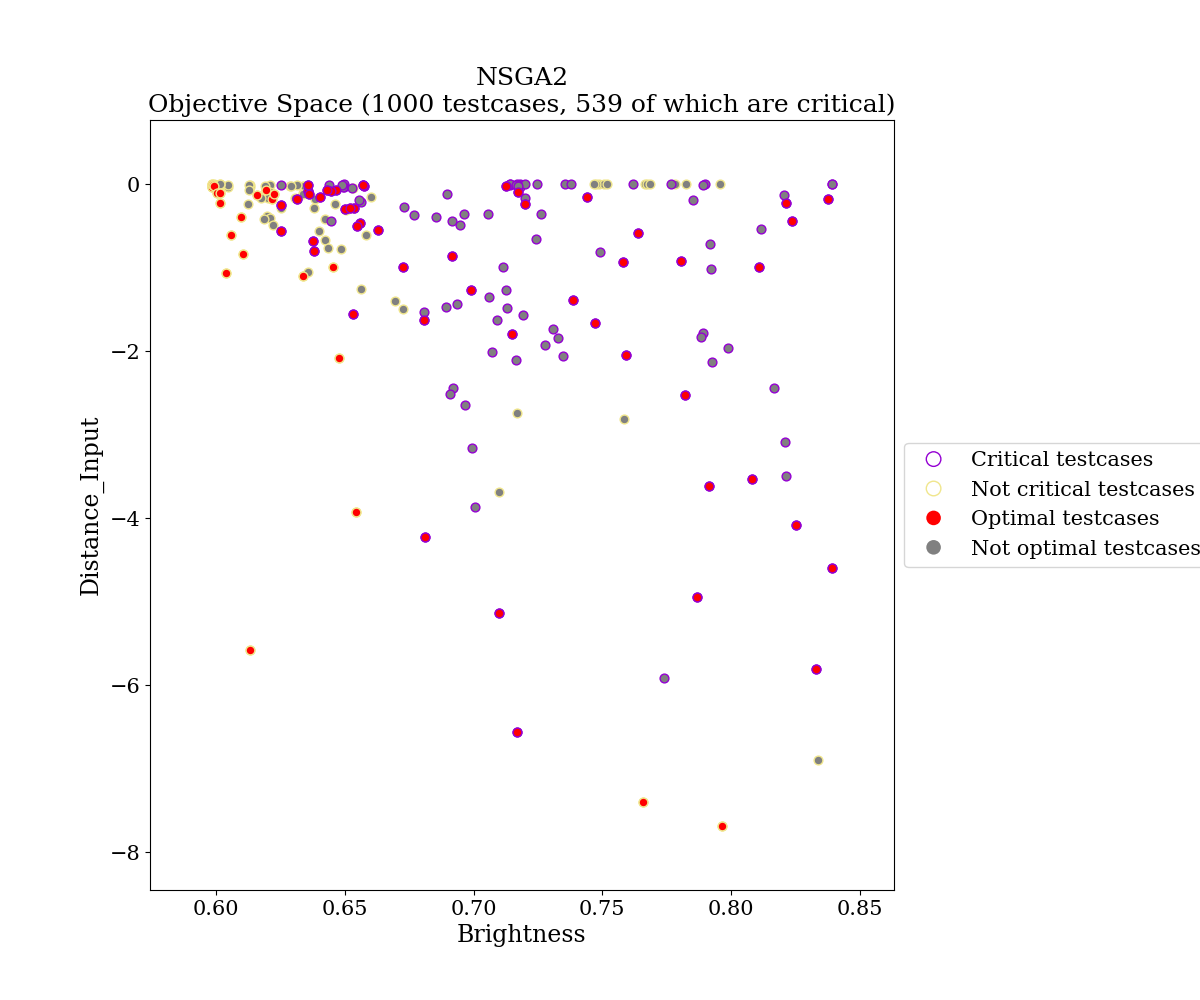 NSGA2
Objective Space (1000 testcases, 539 of which are critical)
0
−2
−4
−6
−8
Distance_Input
0.60 0.65 0.70 0.75 0.80 0.85
Brightness
Critical testcases
Not critical testcases
Optimal testcases
Not optimal testcases